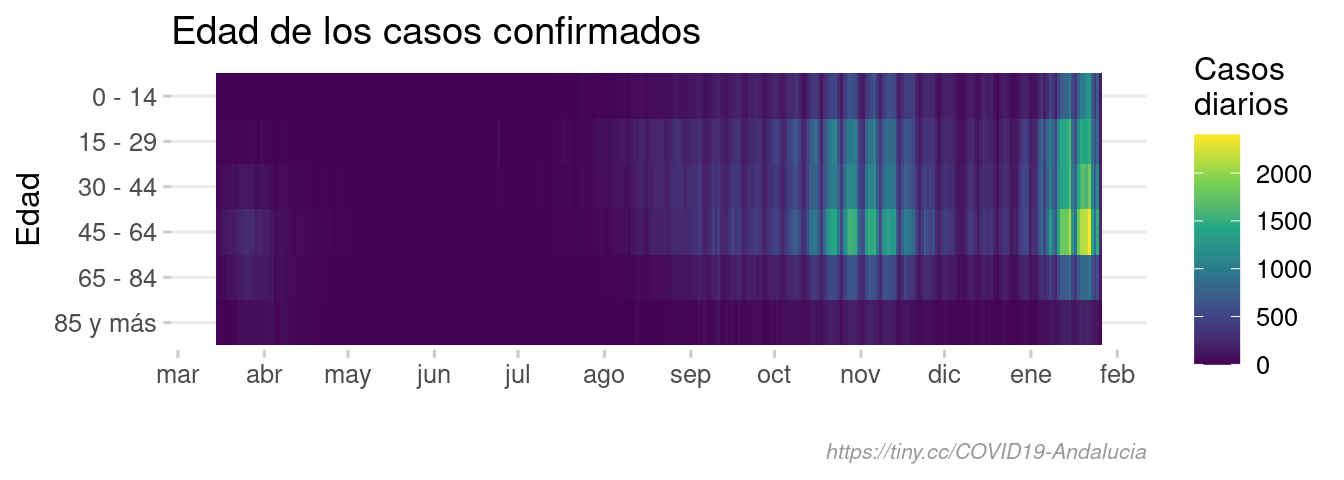 Edad de los casos confirmados
Edad
0 - 14
15 - 29
30 - 44
45 - 64
65 - 84
85 y más
mar abr may jun jul ago sep oct nov dic ene feb
Casos
diarios
2000
1500
1000
500
0
https://tiny.cc/COVID19-Andalucia